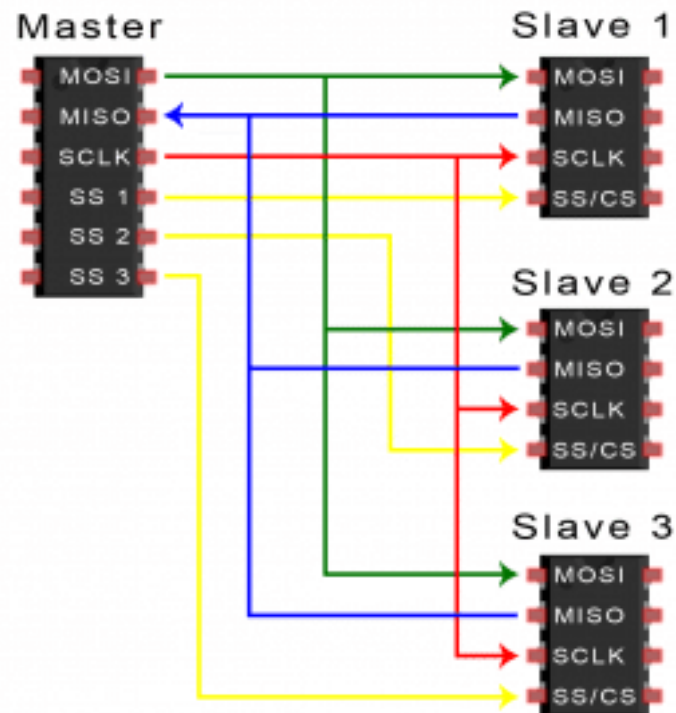 Master
MOSI
MISO
SCLK
SS 1
SS 2
SS 3
Slave 1
MOSI
MISO
SCLK
SS/CS
Slave 2
MOSI
MISO
SCLK
SS/CS
Slave 3
MOSI
MISO
SCLK
SS/CS